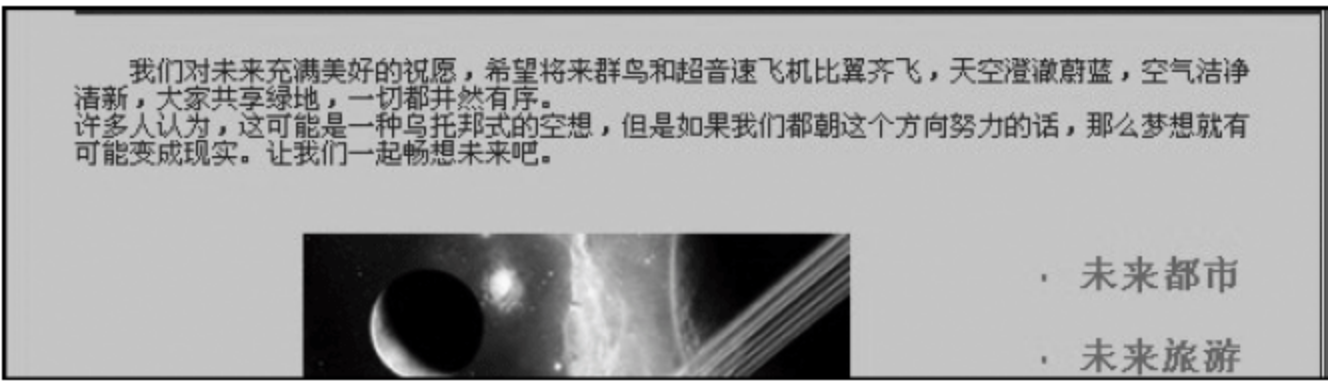 我们对未来充满美好的祝愿，希望将来群鸟和超音速飞机比翼齐飞，天空澄澈蔚蓝，空气洁净
清新，大家共享绿地，一切都井然有序。
许多人认为，这可能是一种乌托邦式的空想，但是如果我们都朝这个方向努力的话，那么梦想就有
可能变成现实。让我们一起畅想未来吧。
· 未来都市
· 未来旅游